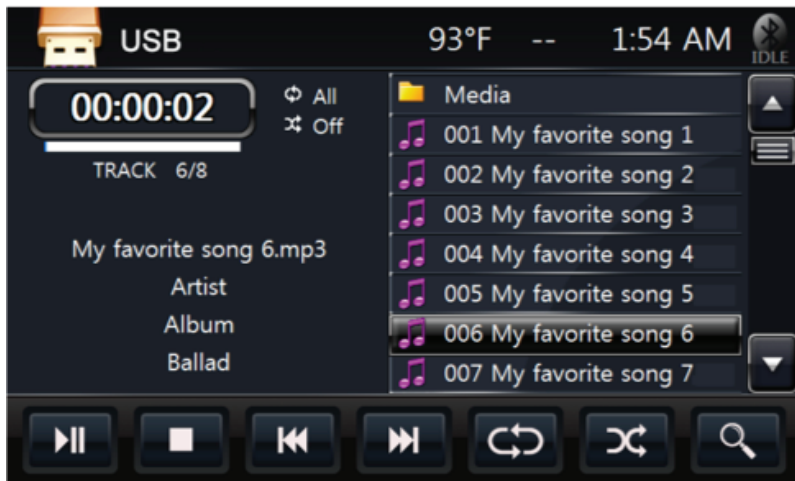 USB 93°F -- 1:54 AM IDLE
00:00:02
All
Off
TRACK 6/8
My favorite song 6.mp3
Artist
Album
Ballad
Media
001 My favorite song 1
002 My favorite song 2
003 My favorite song 3
004 My favorite song 4
005 My favorite song 5
006 My favorite song 6
007 My favorite song 7